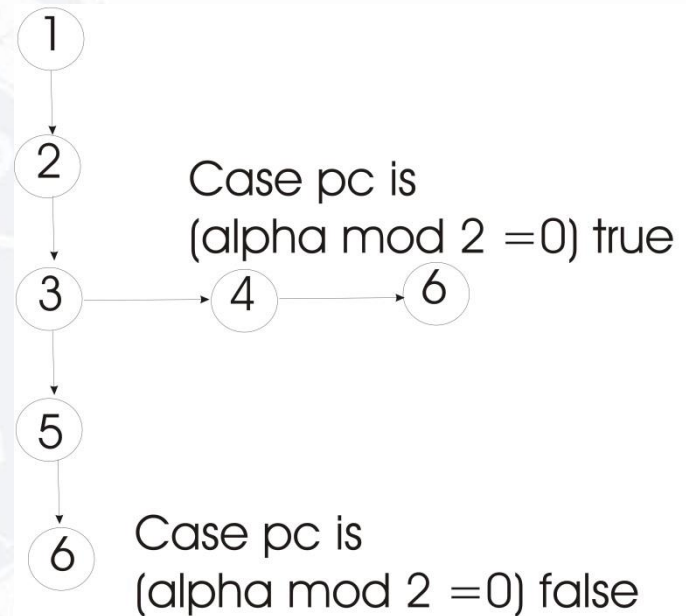 1
2
Case pc is
(alpha mod 2 =0) true
3
4
6
5
6
Case pc is
(alpha mod 2 =0) false